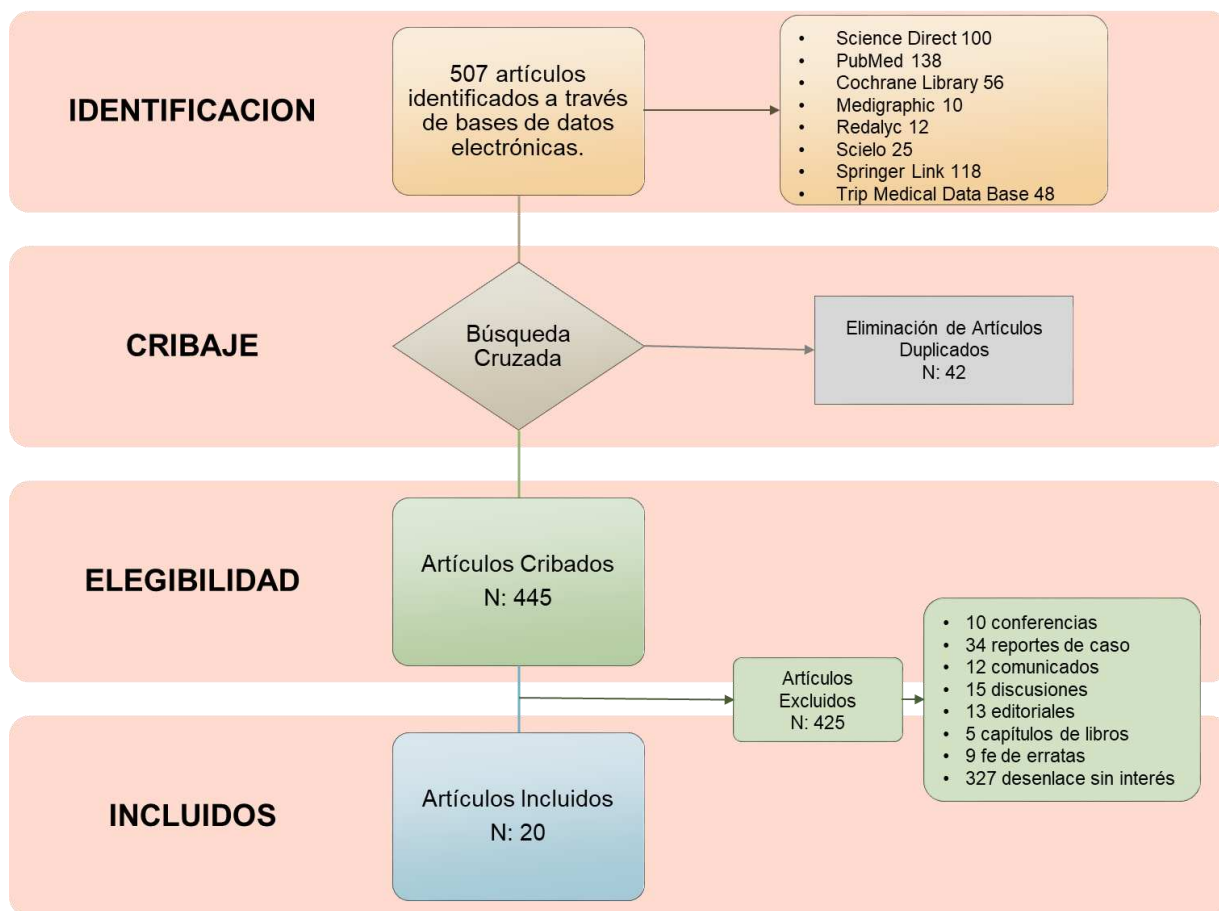 IDENTIFICACION
507 artículos
identificados a través
de bases de datos
electrónicas.
• Science Direct 100
• PubMed 138
• Cochrane Library 56
• Medigraphic 10
• Redalyc 12
• Scielo 25
• Springer Link 118
• Trip Medical Data Base 48
CRIBAJE
Búsqueda
Cruzada
Eliminación de Artículos
Duplicados
N: 42
ELEGIBILIDAD
Artículos Cribados
N: 445
Artículos
Excluidos
N: 425
• 10 conferencias
• 34 reportes de caso
• 12 comunicados
• 15 discusiones
• 13 editoriales
• 5 capítulos de libros
• 9 fe de erratas
• 327 desenlace sin interés
INCLUIDOS
Artículos Incluidos
N: 20